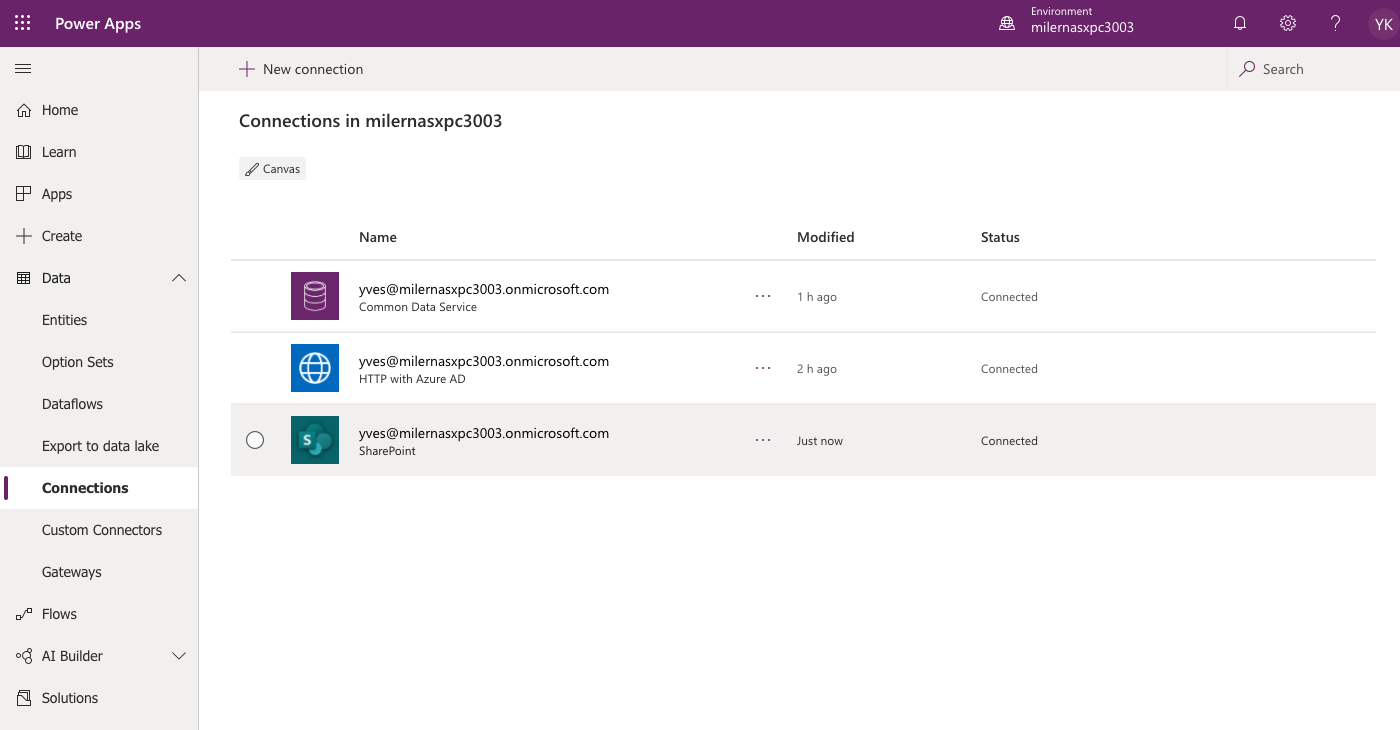 Power Apps
Environment
milernasxpc3003
?
YK
New connection
Search
Home
Learn
Apps
Create
Data
Entities
Option Sets
Dataflows
Export to data lake
Connections
Custom Connectors
Gateways
Flows
AI Builder
Solutions
Connections in milernasxpc3003
Canvas
Name Modified Status
yves@milernasxpc3003.onmicrosoft.com
Common Data Service
... 1 h ago Connected
yves@milernasxpc3003.onmicrosoft.com
HTTP with Azure AD
... 2 h ago Connected
S
yves@milernasxpc3003.onmicrosoft.com
SharePoint
... Just now Connected